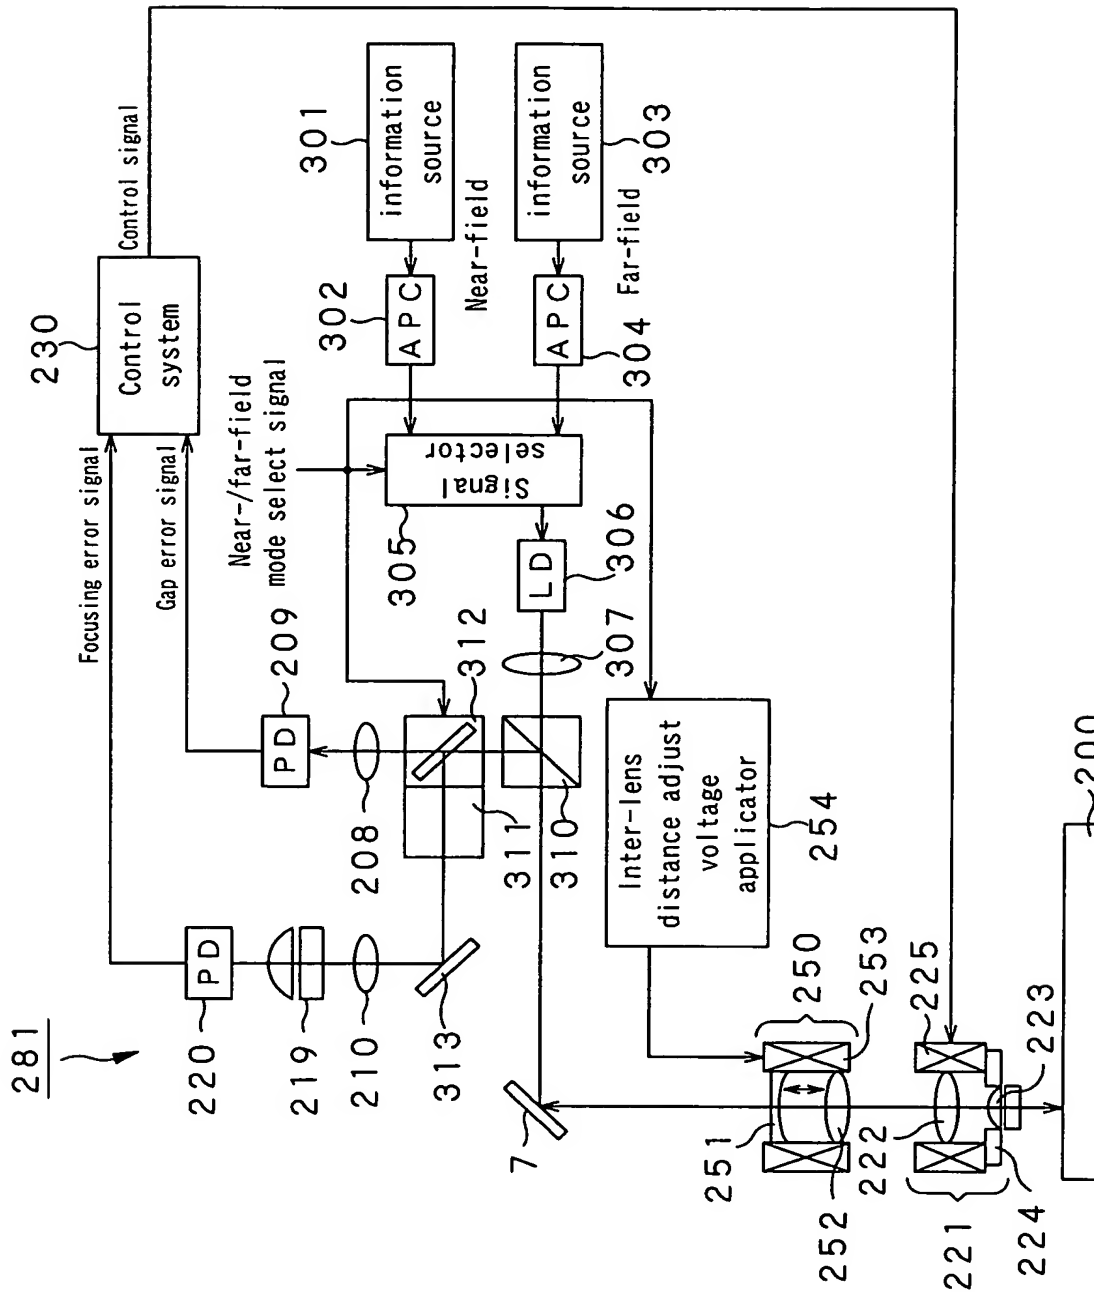 281
Focusing error signal
Gap error signal
230
Control
system
Control signal
220
PD
219
210
313
209
PD
208
312
311
310
Near-/far-field
mode select signal
305
Signal
selector
302
APC
301
information
source
Near-field
304
APC
303
information
source
Far-field
306
LD
307
Inter-lens
distance adjust
voltage
applicator
254
7
250
253
251
252
225
223
222
221
224
200